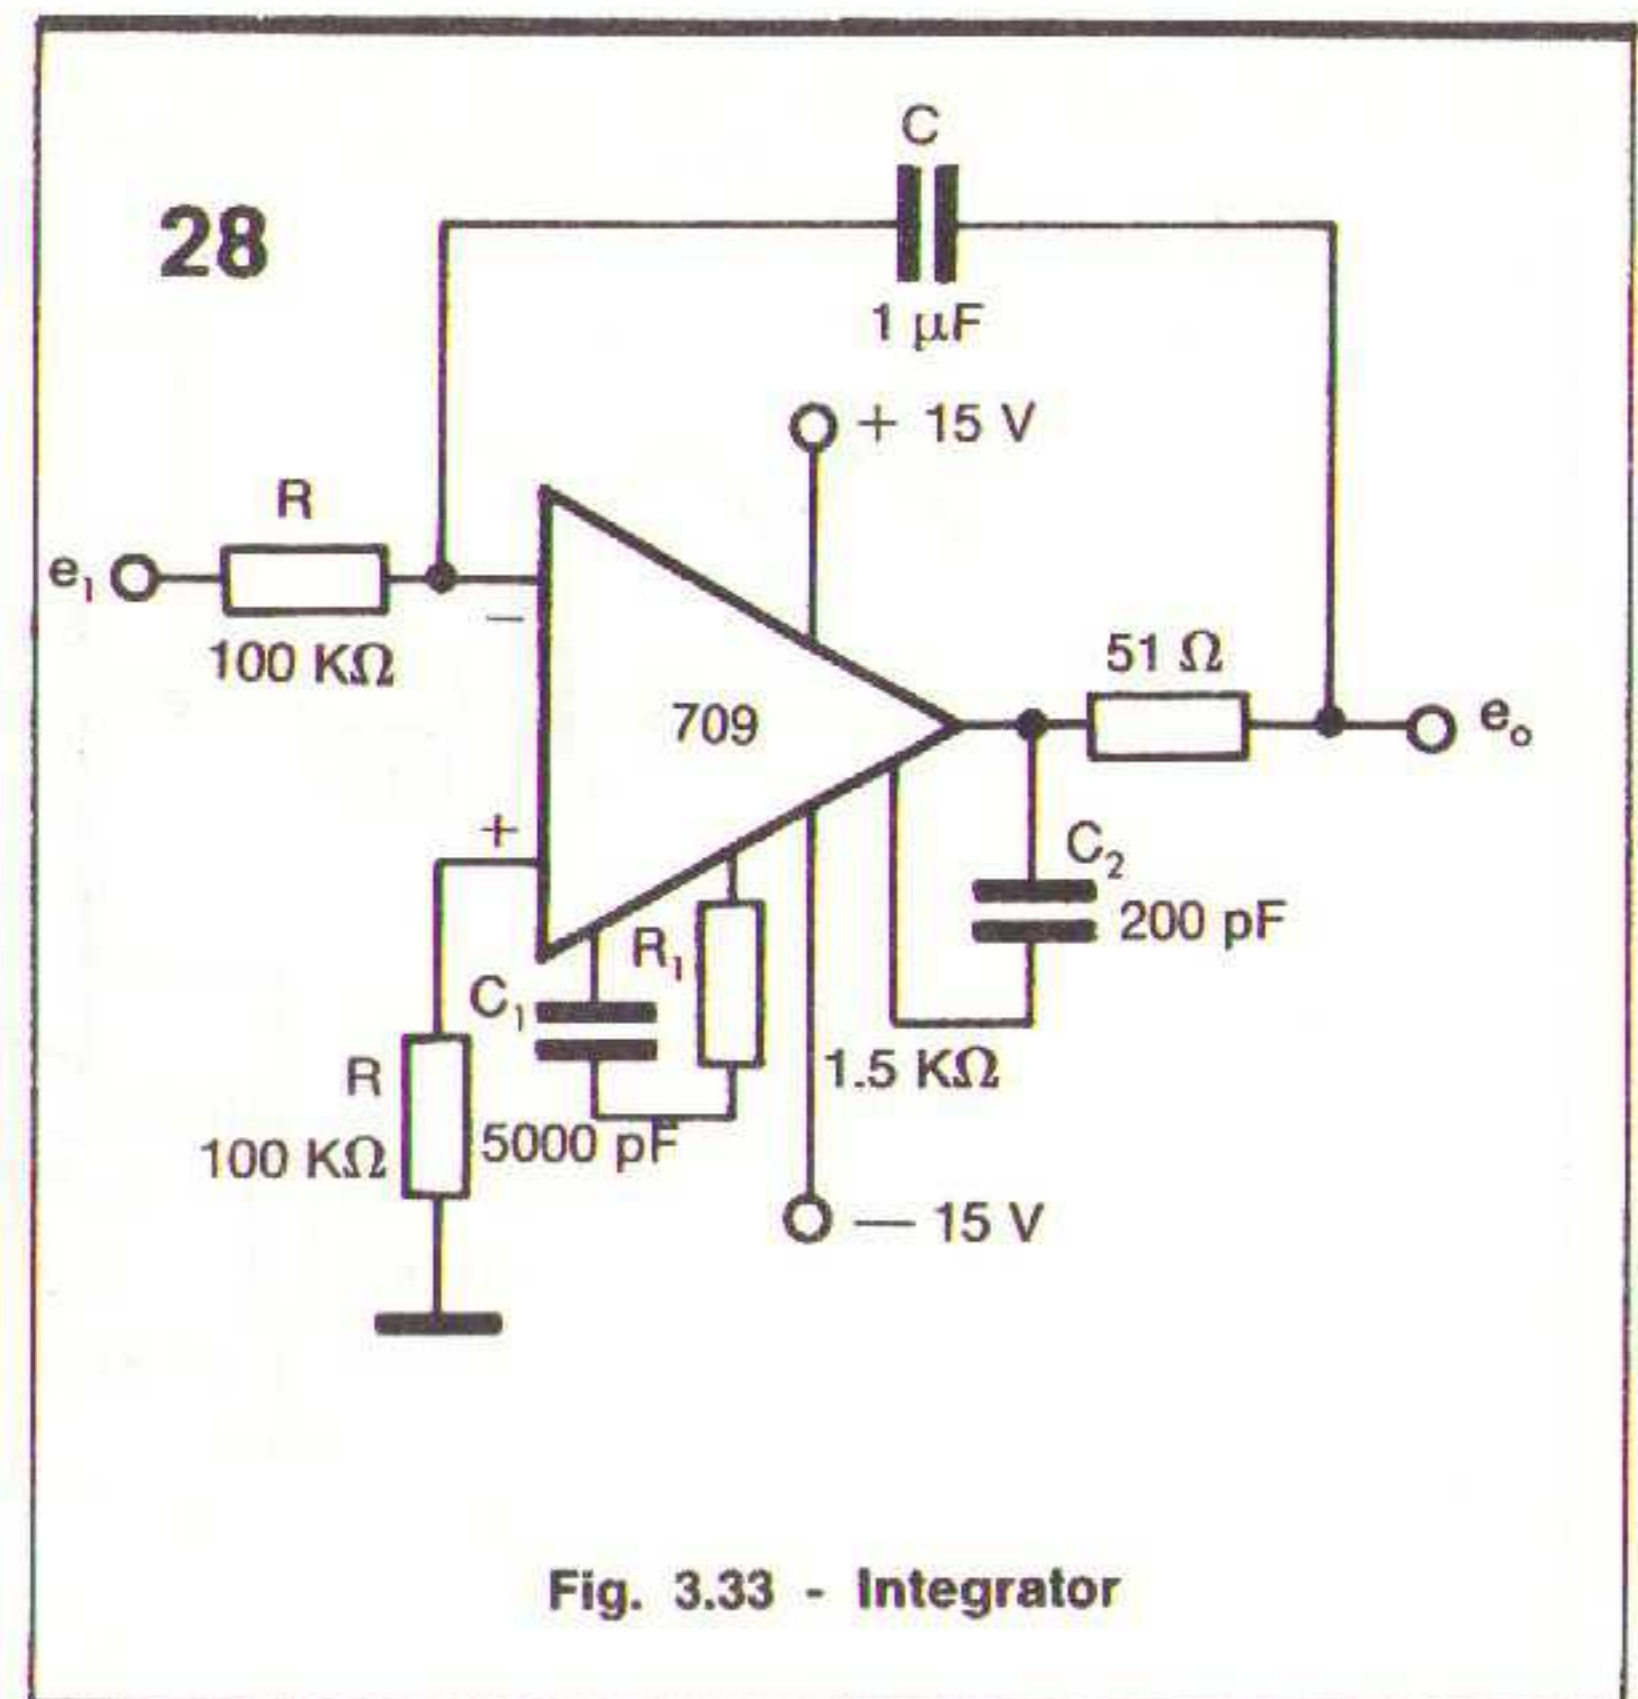 28
C
1 μF
+ 15 V
R
e₁
100 KΩ
−
709
51 Ω
e₀
+
C₂
200 pF
R₁
C₁
1.5 KΩ
R
100 KΩ
5000 pF
— 15 V
Fig. 3.33 - Integrator